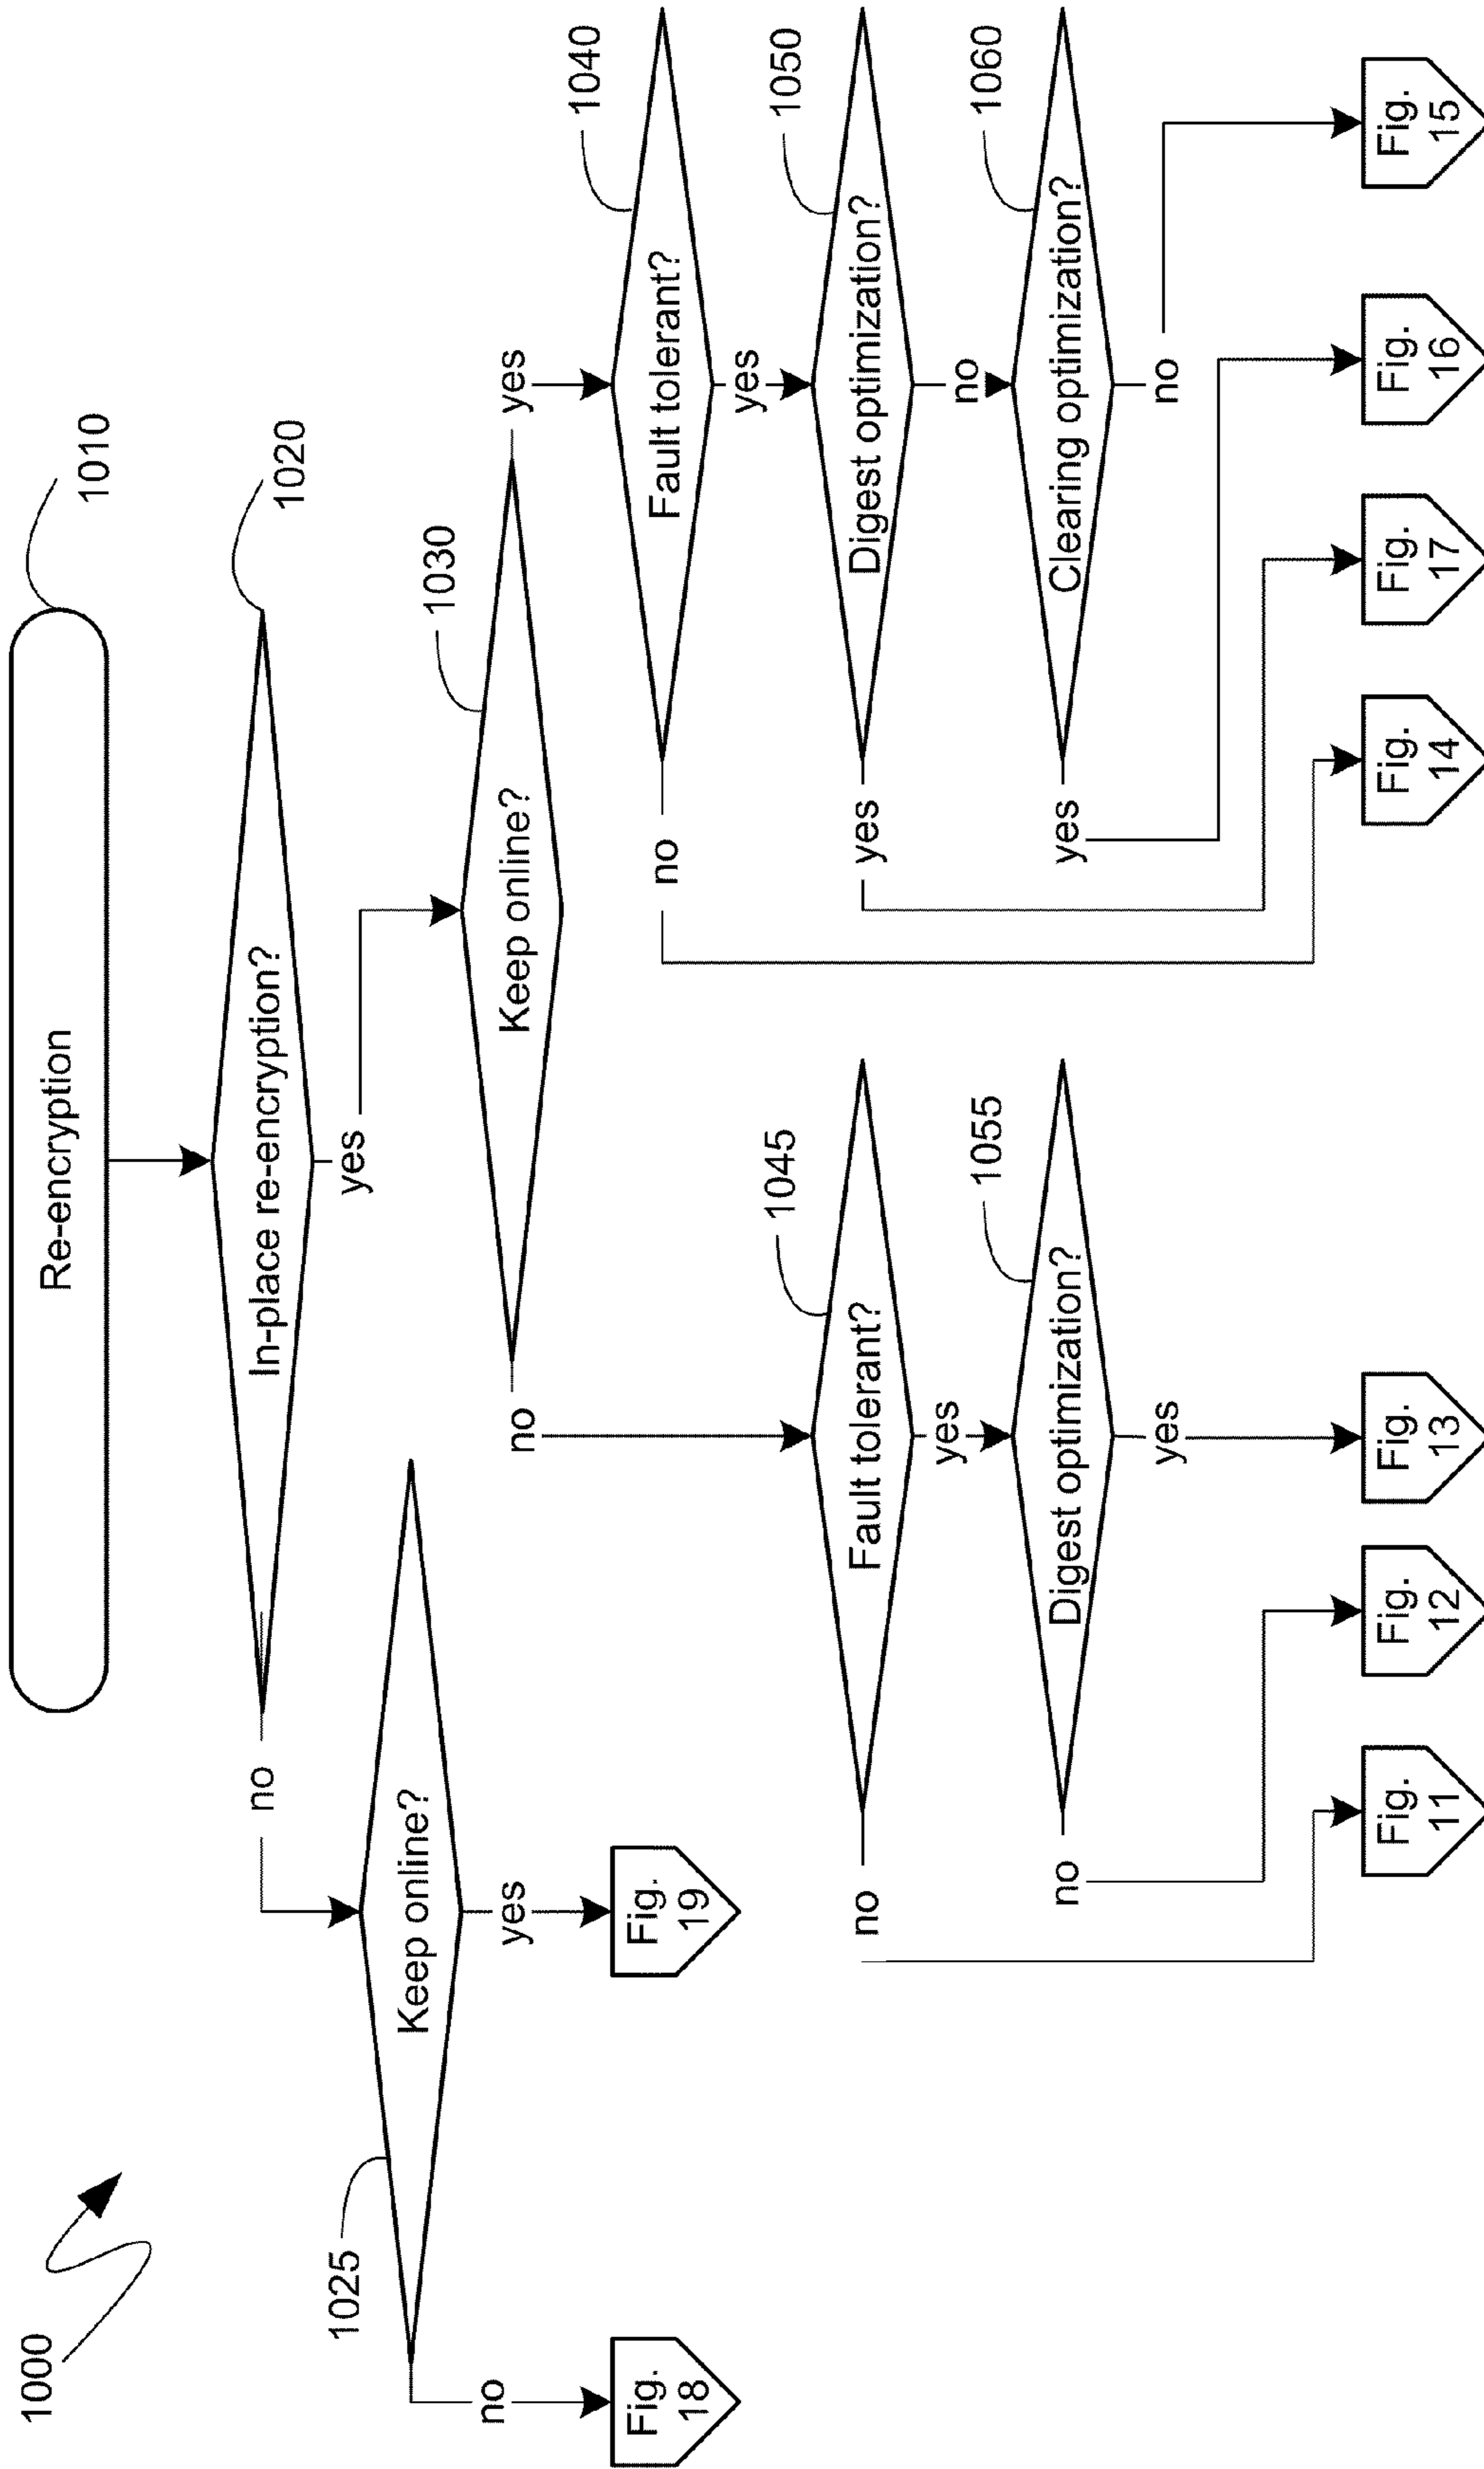 1000
Re-encryption
1010
In-place re-encryption?
1020
no
yes
1025
Keep online?
Keep online?
1030
no
yes
no
yes
Fig.
18
Fig.
19
Fault tolerant?
1040
no
yes
Fault tolerant?
1045
Digest optimization?
1050
no
yes
yes
no
Digest optimization?
1055
Clearing optimization?
1060
no
yes
yes
no
Fig.
11
Fig.
12
Fig.
13
Fig.
14
Fig.
17
Fig.
16
Fig.
15